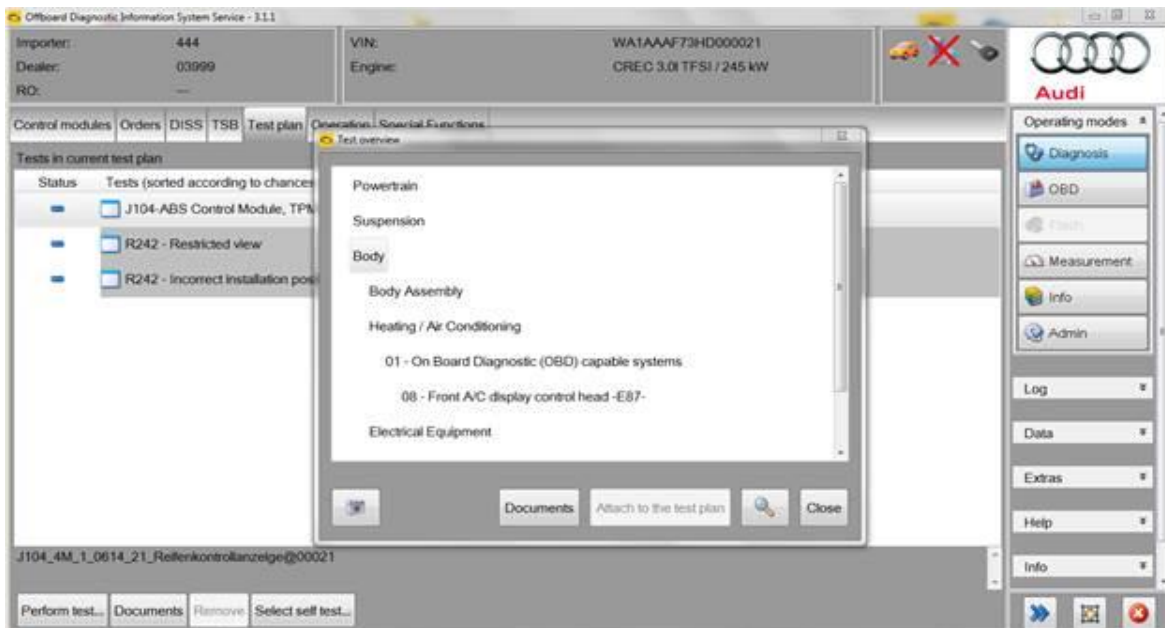 Offboard Diagnostic Information System Service - 3.1.1
Importer: 444
Dealer: 03999
RO: ---
VIN: WA1AAAF73HD000021
Engine: CREC 3.0l TFSI / 245 kW
Audi
Control modules Orders DISS TSB Test plan Operation Special Functions
Tests in current test plan
Status Tests (sorted according to chances
J104-ABS Control Module, TPM
R242 - Restricted view
R242 - Incorrect installation pos
Test overview
Powertrain
Suspension
Body
Body Assembly
Heating / Air Conditioning
01 - On Board Diagnostic (OBD) capable systems
08 - Front A/C display control head -E87-
Electrical Equipment
Documents
Attach to the test plan
Close
J104_4M_1_0614_21_Reifenkontrollanzeige@00021
Perform test...
Documents
Remove
Select self test...
Operating modes
Diagnosis
OBD
Flash
Measurement
Info
Admin
Log
Data
Extras
Help
Info